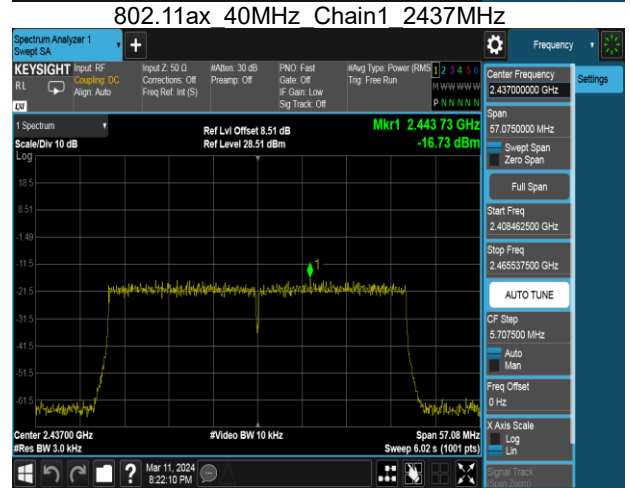 802.11ax_40MHz_Chain1_2437MHz
Spectrum Analyzer 1
Swept SA
+
Frequency
KEYSIGHT
RL
LXI
Input: RF
Coupling: DC
Align: Auto
Input Z: 50 Ω
Corrections: Off
Freq Ref: Int (S)
#Atten: 30 dB
Preamp: Off
PNO: Fast
Gate: Off
IF Gain: Low
Sig Track: Off
#Avg Type: Power (RMS
Trig: Free Run
1 2 3 4 5 6
M W W W W W
P N N N N N
Center Frequency
2.437000000 GHz
Settings
Span
57.0750000 MHz
Swept Span
Zero Span
Full Span
Start Freq
2.408462500 GHz
Stop Freq
2.465537500 GHz
AUTO TUNE
CF Step
5.707500 MHz
Auto
Man
Freq Offset
0 Hz
X Axis Scale
Log
Lin
Signal Track
(Span Zoom)
1 Spectrum
Scale/Div 10 dB
Log
Ref Lvl Offset 8.51 dB
Ref Level 28.51 dBm
Mkr1 2.443 73 GHz
-16.73 dBm
18.5
8.51
-1.49
-11.5
-21.5
-31.5
-41.5
-51.5
-61.5
1
Center 2.43700 GHz
#Res BW 3.0 kHz
#Video BW 10 kHz
Span 57.08 MHz
Sweep 6.02 s (1001 pts)
?
Mar 11, 2024
8:22:10 PM